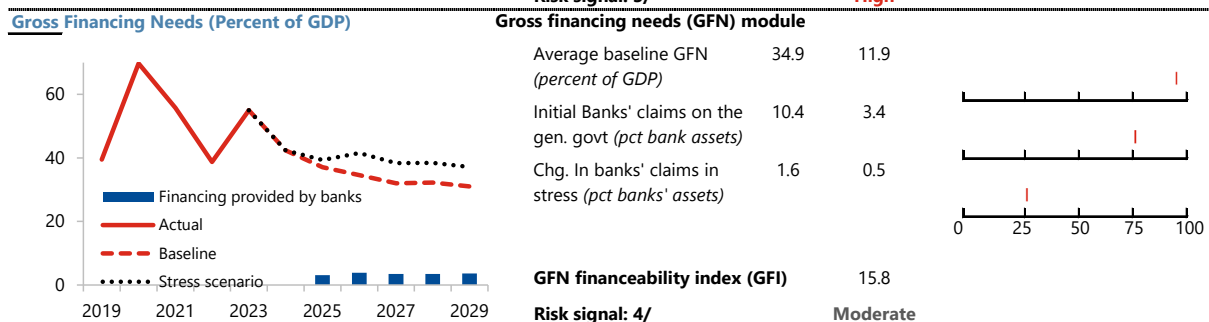 Risk signal: 3/ High
Gross Financing Needs (Percent of GDP)
60
40
20
0
Financing provided by banks
Actual
Baseline
Stress scenario
2019 2021 2023 2025 2027 2029
Gross financing needs (GFN) module
Average baseline GFN 34.9 11.9
(percent of GDP)
Initial Banks' claims on the 10.4 3.4
gen. govt (pct bank assets)
Chg. In banks' claims in 1.6 0.5
stress (pct banks' assets)
0 25 50 75 100
GFN financeability index (GFI) 15.8
Risk signal: 4/ Moderate